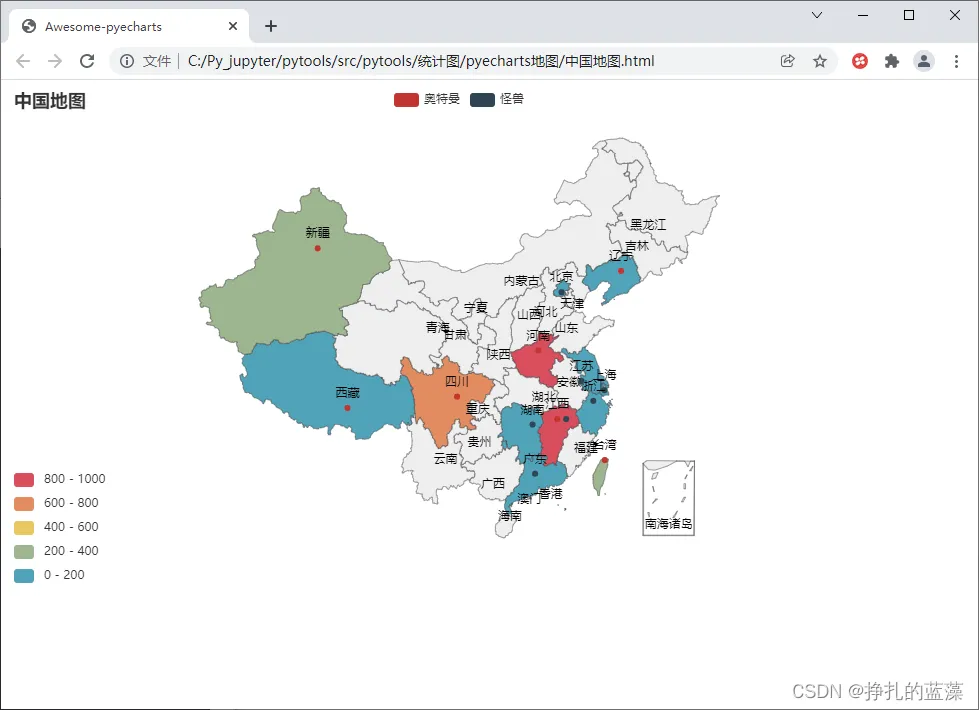 Awesome-pyecharts
文件 C:/Py_jupyter/pytools/src/pytools/统计图/pyecharts地图/中国地图.html
中国地图
奥特曼 怪兽
黑龙江
新疆
吉林
辽宁
内蒙古 北京
天津
宁夏
山西 河北
青海 山东
甘肃 河南
陕西
江苏
四川 安徽 上海
浙江
西藏 湖北
重庆 湖南 江西
贵州 福建 台湾
云南 广东
广西
澳门 香港
海南
南海诸岛
800 - 1000
600 - 800
400 - 600
200 - 400
0 - 200
CSDN @挣扎的蓝藻